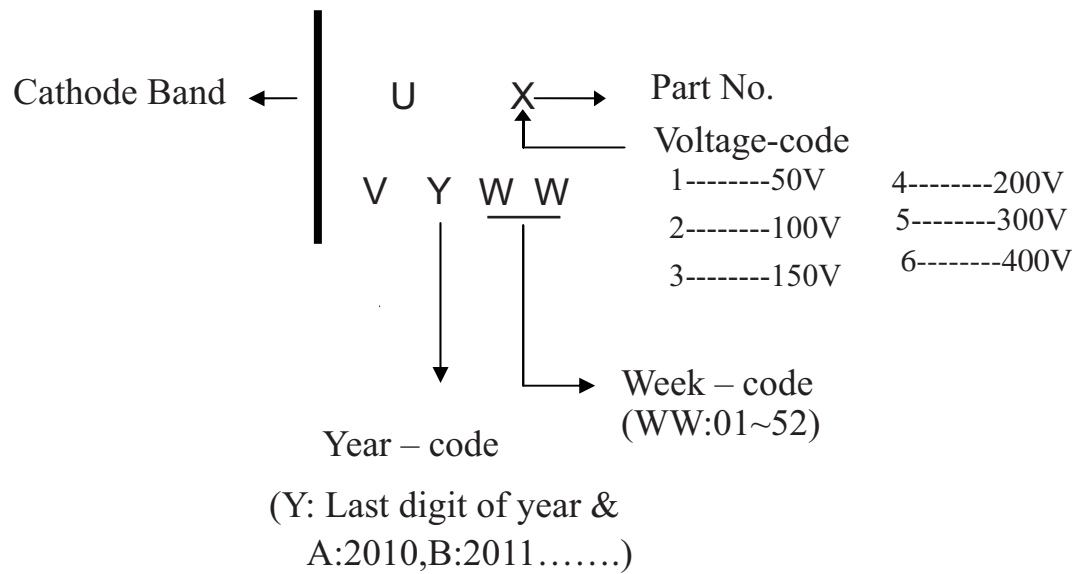 Cathode Band U X Part No.
Voltage-code
1--------50V 4--------200V
V Y W W
2--------100V 5--------300V
3--------150V 6--------400V
Week – code
(WW:01~52)
Year – code
(Y: Last digit of year &
A:2010,B:2011…….)